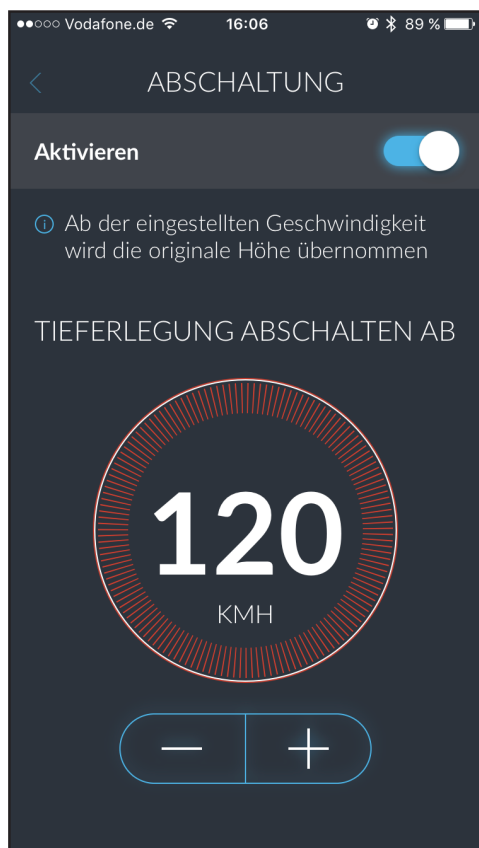 Vodafone.de 16:06 89 %
ABSCHALTUNG
Aktivieren
Ab der eingestellten Geschwindigkeit
wird die originale Höhe übernommen
TIEFERLEGUNG ABSCHALTEN AB
120
KMH